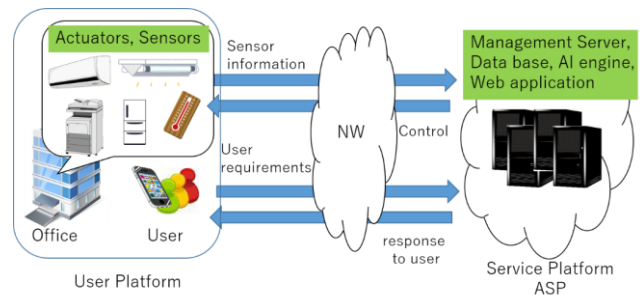 Actuators, Sensors
Sensor
information
Management Server,
Data base, AI engine,
Web application
NW
Control
User
requirements
Office
User
response
to user
User Platform
Service Platform
ASP